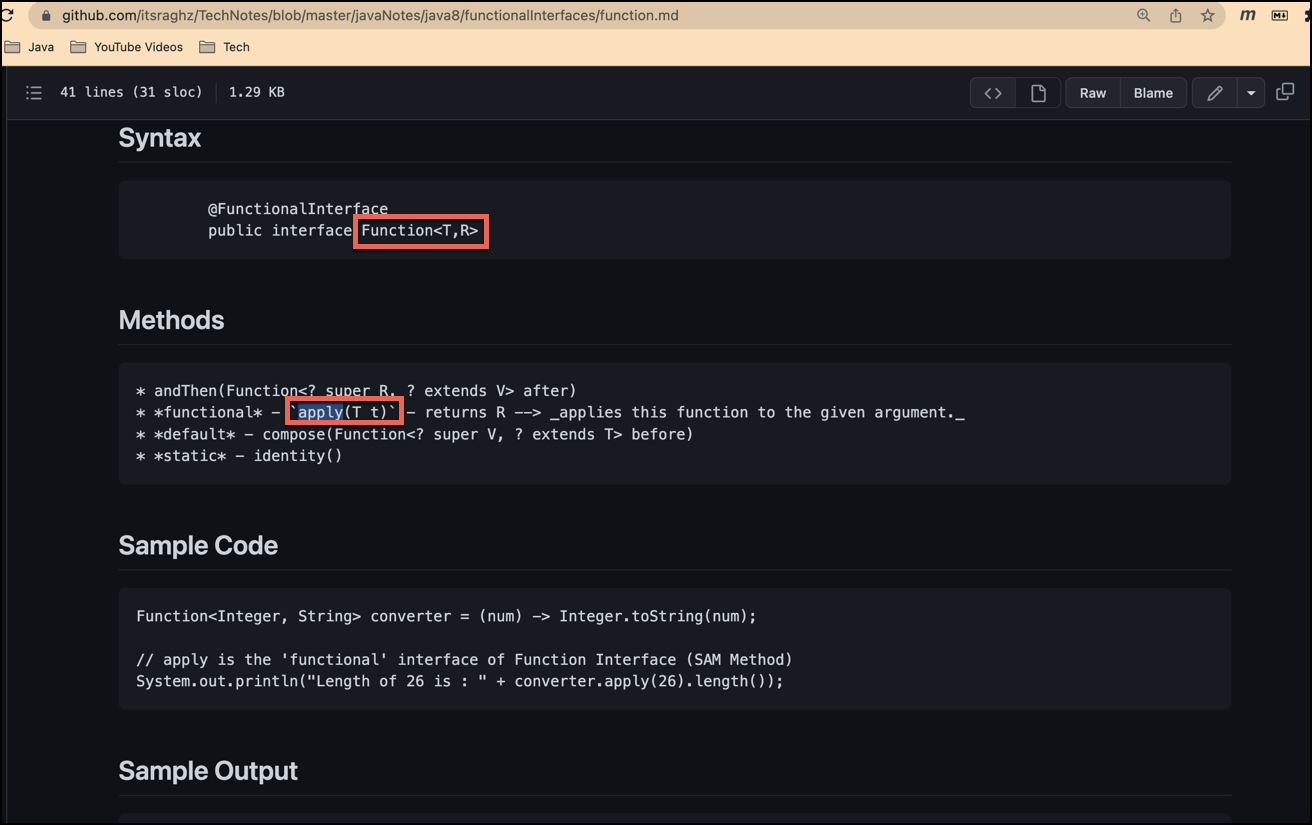 github.com/itsraghz/TechNotes/blob/master/javaNotes/java8/functionalInterfaces/function.md
Java YouTube Videos Tech
41 lines (31 sloc) 1.29 KB Raw Blame
Syntax
@FunctionalInterface
public interface Function<T,R>
Methods
* andThen(Function<? super R, ? extends V> after)
* *functional* - `apply(T t)` - returns R --> _applies this function to the given argument._
* *default* - compose(Function<? super V, ? extends T> before)
* *static* - identity()
Sample Code
Function<Integer, String> converter = (num) -> Integer.toString(num);
// apply is the 'functional' interface of Function Interface (SAM Method)
System.out.println("Length of 26 is : " + converter.apply(26).length());
Sample Output